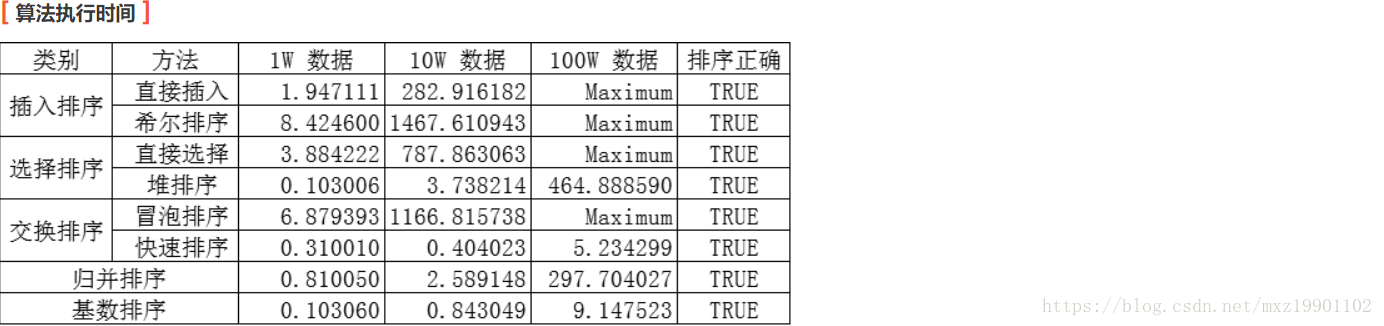 [ 算法执行时间 ]
类别 方法 1W 数据 10W 数据 100W 数据 排序正确
插入排序 直接插入 1.947111 282.916182 Maximum TRUE
希尔排序 8.424600 1467.610943 Maximum TRUE
选择排序 直接选择 3.884222 787.863063 Maximum TRUE
堆排序 0.103006 3.738214 464.888590 TRUE
交换排序 冒泡排序 6.879393 1166.815738 Maximum TRUE
快速排序 0.310010 0.404023 5.234299 TRUE
归并排序 0.810050 2.589148 297.704027 TRUE
基数排序 0.103060 0.843049 9.147523 TRUE
https://blog.csdn.net/mxz19901102